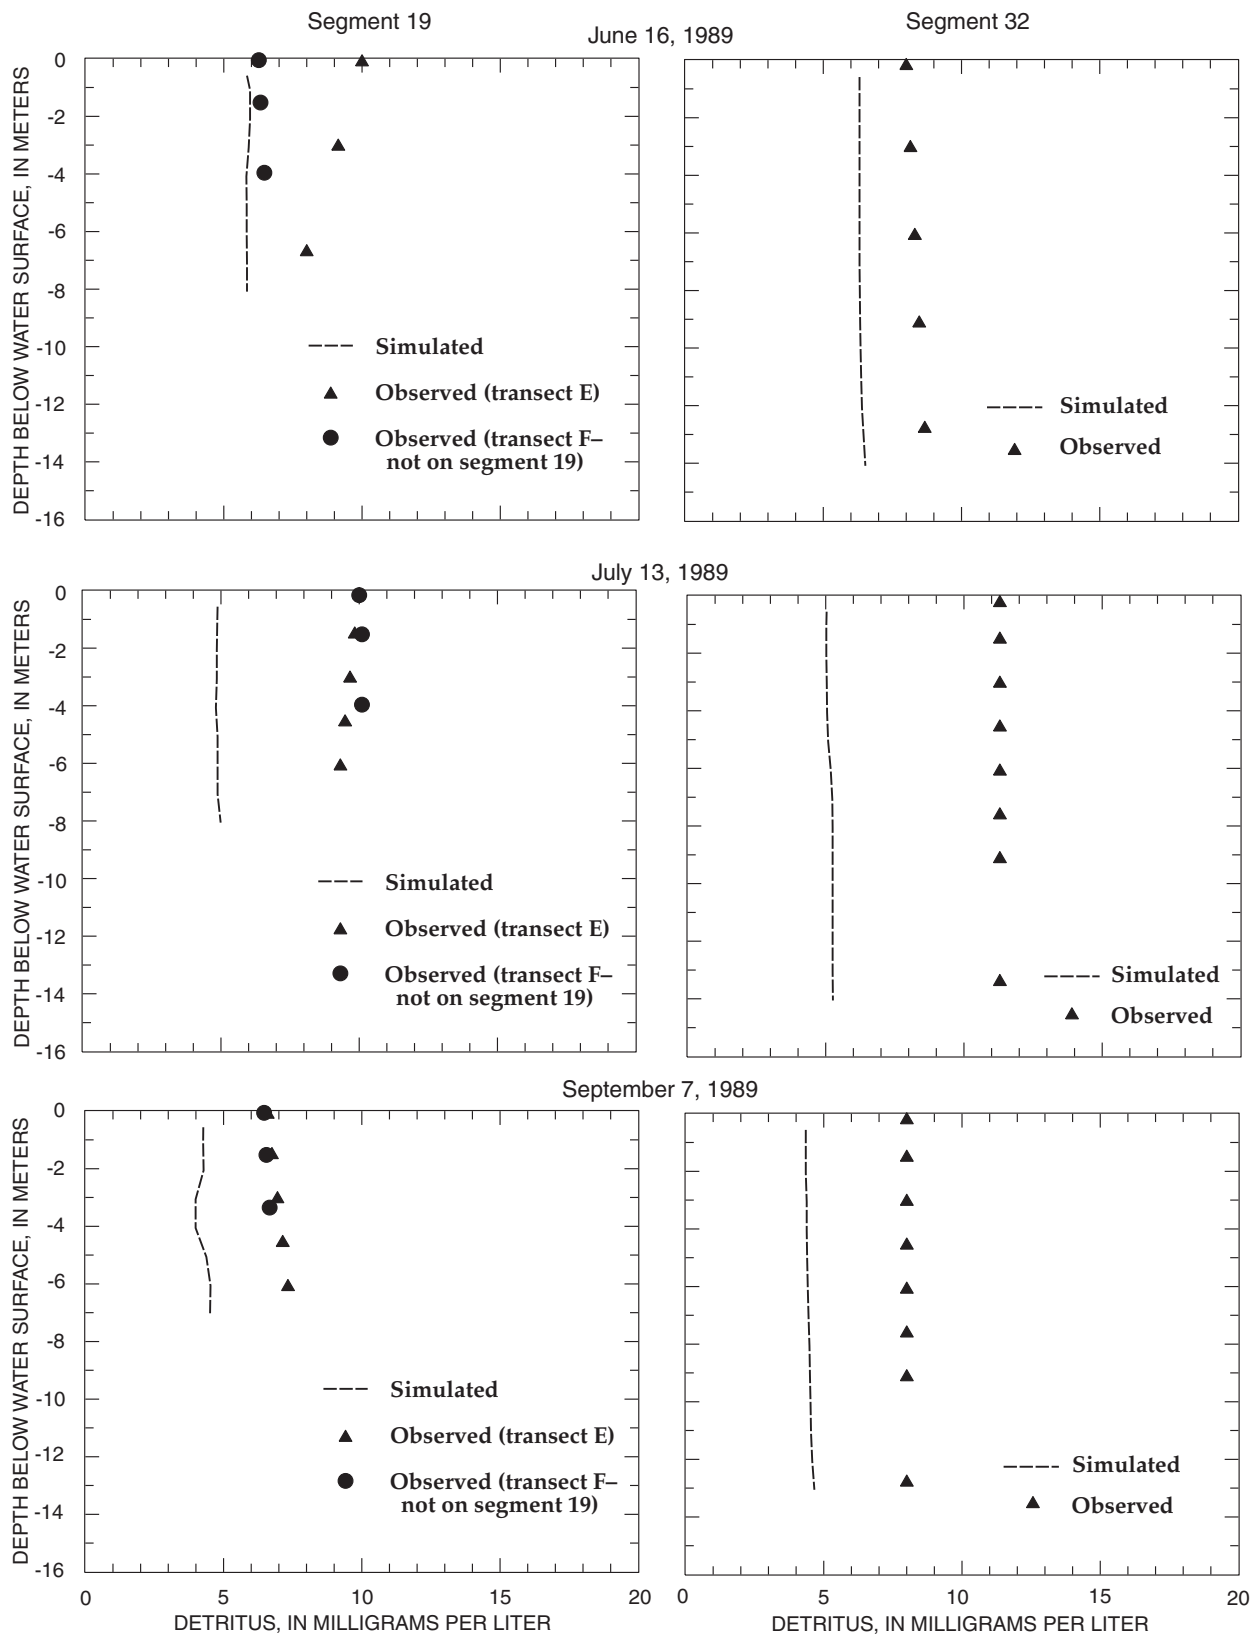 Segment 19
Segment 32
June 16, 1989
DEPTH BELOW WATER SURFACE, IN METERS
0
-2
-4
-6
-8
-10
-12
-14
-16
Simulated
Observed (transect E)
Observed (transect F–
not on segment 19)
Simulated
Observed
July 13, 1989
DEPTH BELOW WATER SURFACE, IN METERS
0
-2
-4
-6
-8
-10
-12
-14
-16
Simulated
Observed (transect E)
Observed (transect F–
not on segment 19)
Simulated
Observed
September 7, 1989
DEPTH BELOW WATER SURFACE, IN METERS
0
-2
-4
-6
-8
-10
-12
-14
-16
Simulated
Observed (transect E)
Observed (transect F–
not on segment 19)
Simulated
Observed
0 5 10 15 20
DETRITUS, IN MILLIGRAMS PER LITER
0 5 10 15 20
DETRITUS, IN MILLIGRAMS PER LITER